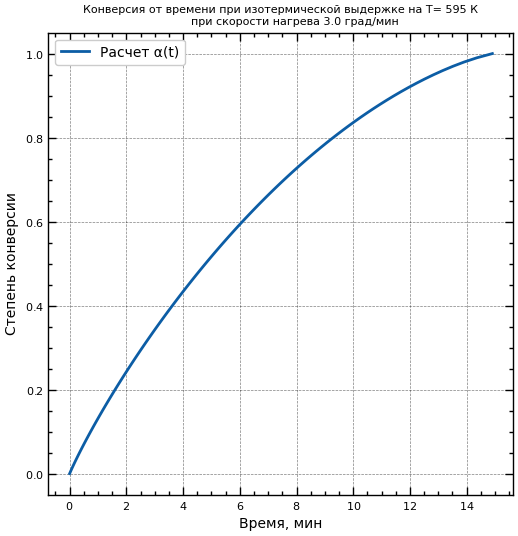 Конверсия от времени при изотермической выдержке на T= 595 K
при скорости нагрева 3.0 град/мин
Расчет α(t)
Степень конверсии
1.0
0.8
0.6
0.4
0.2
0.0
0 2 4 6 8 10 12 14
Время, мин